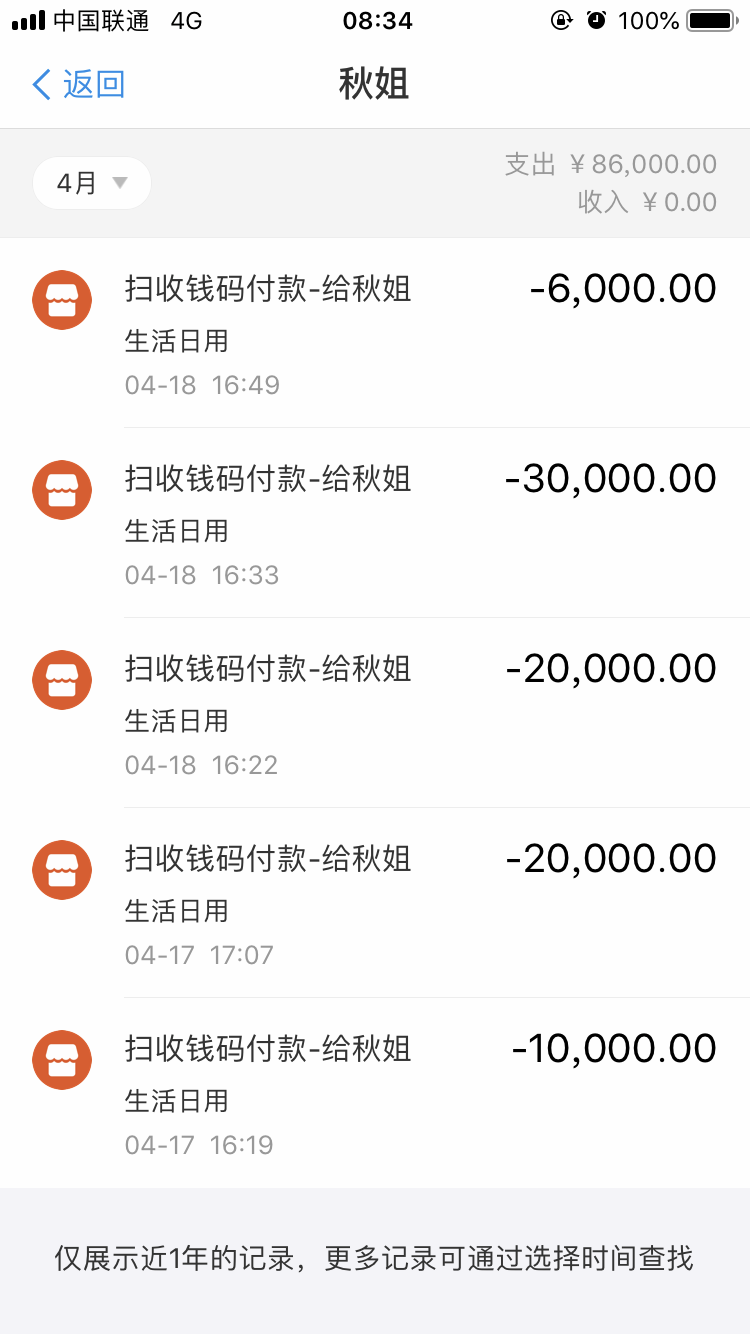 中国联通 4G 08:34 100%
返回 秋姐
4月
支出 ¥86,000.00
收入 ¥0.00
扫收钱码付款-给秋姐 -6,000.00
生活日用
04-18 16:49
扫收钱码付款-给秋姐 -30,000.00
生活日用
04-18 16:33
扫收钱码付款-给秋姐 -20,000.00
生活日用
04-18 16:22
扫收钱码付款-给秋姐 -20,000.00
生活日用
04-17 17:07
扫收钱码付款-给秋姐 -10,000.00
生活日用
04-17 16:19
仅展示近1年的记录，更多记录可通过选择时间查找